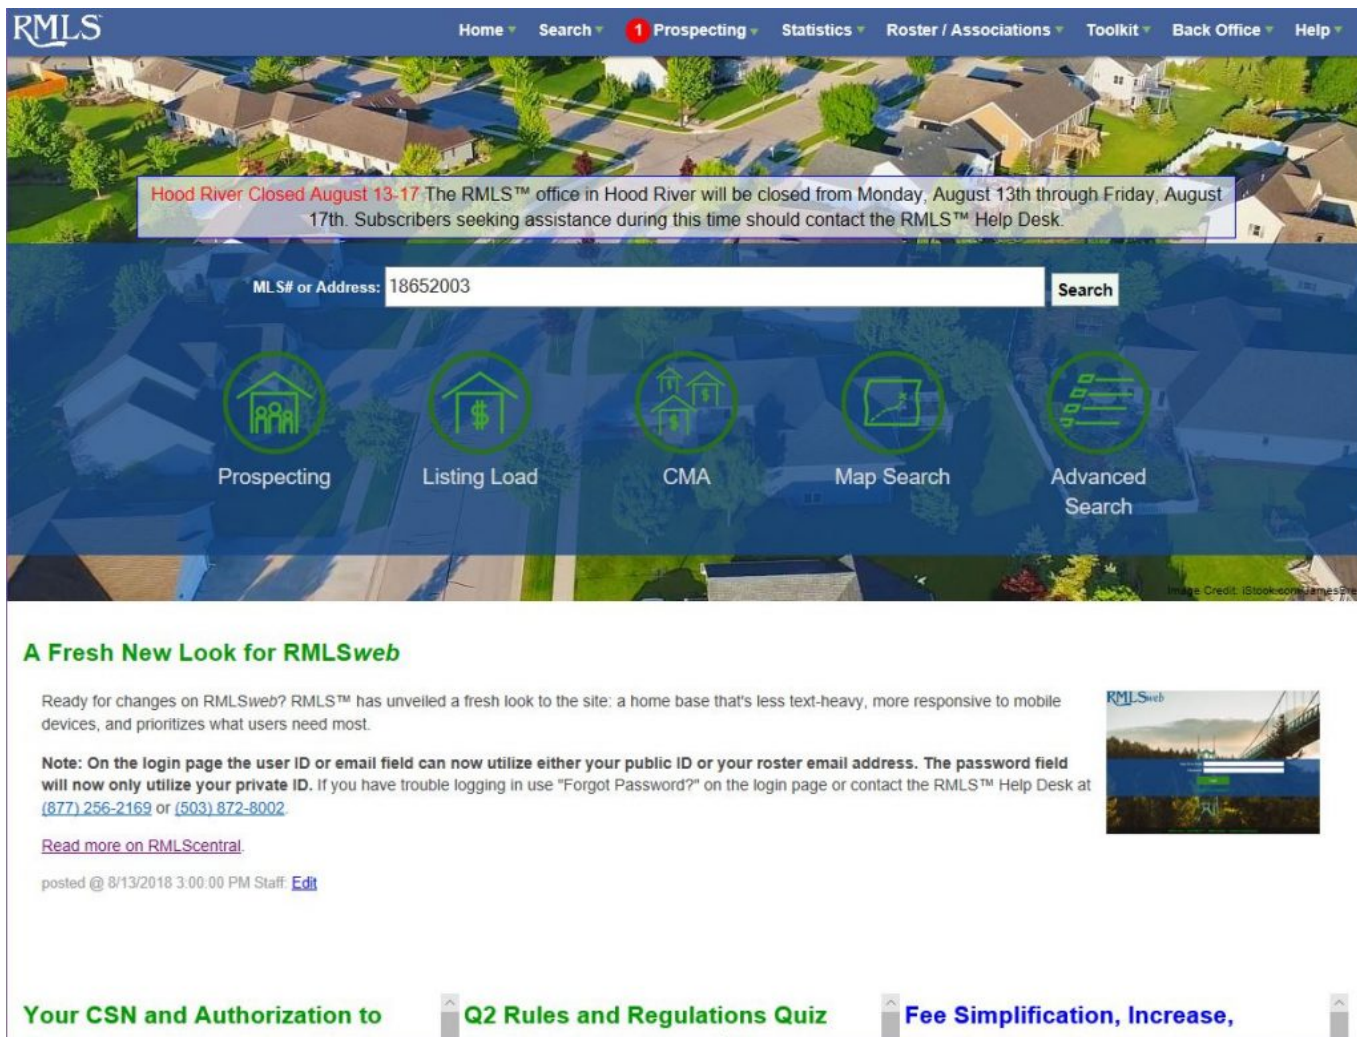 RMLS
Home Search 1 Prospecting Statistics Roster / Associations Toolkit Back Office Help
Hood River Closed August 13-17 The RMLS™ office in Hood River will be closed from Monday, August 13th through Friday, August
17th. Subscribers seeking assistance during this time should contact the RMLS™ Help Desk.
MLS# or Address: 18652003 Search
Prospecting Listing Load CMA Map Search Advanced
Search
Image Credit: iStock.com/JamesBre
A Fresh New Look for RMLSweb
Ready for changes on RMLSweb? RMLS™ has unveiled a fresh look to the site: a home base that's less text-heavy, more responsive to mobile
devices, and prioritizes what users need most.
RMLSweb
Note: On the login page the user ID or email field can now utilize either your public ID or your roster email address. The password field
will now only utilize your private ID. If you have trouble logging in use "Forgot Password?" on the login page or contact the RMLS™ Help Desk at
(877) 256-2169 or (503) 872-8002.
Read more on RMLScentral.
posted @ 8/13/2018 3:00:00 PM Staff: Edit
Your CSN and Authorization to
Q2 Rules and Regulations Quiz
Fee Simplification, Increase,